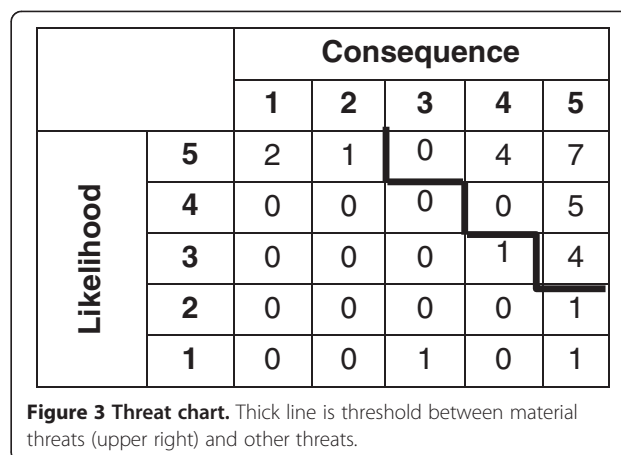 Consequence
1 2 3 4 5
Likelihood
5 2 1 0 4 7
4 0 0 0 0 5
3 0 0 0 1 4
2 0 0 0 0 1
1 0 0 1 0 1
Figure 3 Threat chart. Thick line is threshold between material
threats (upper right) and other threats.